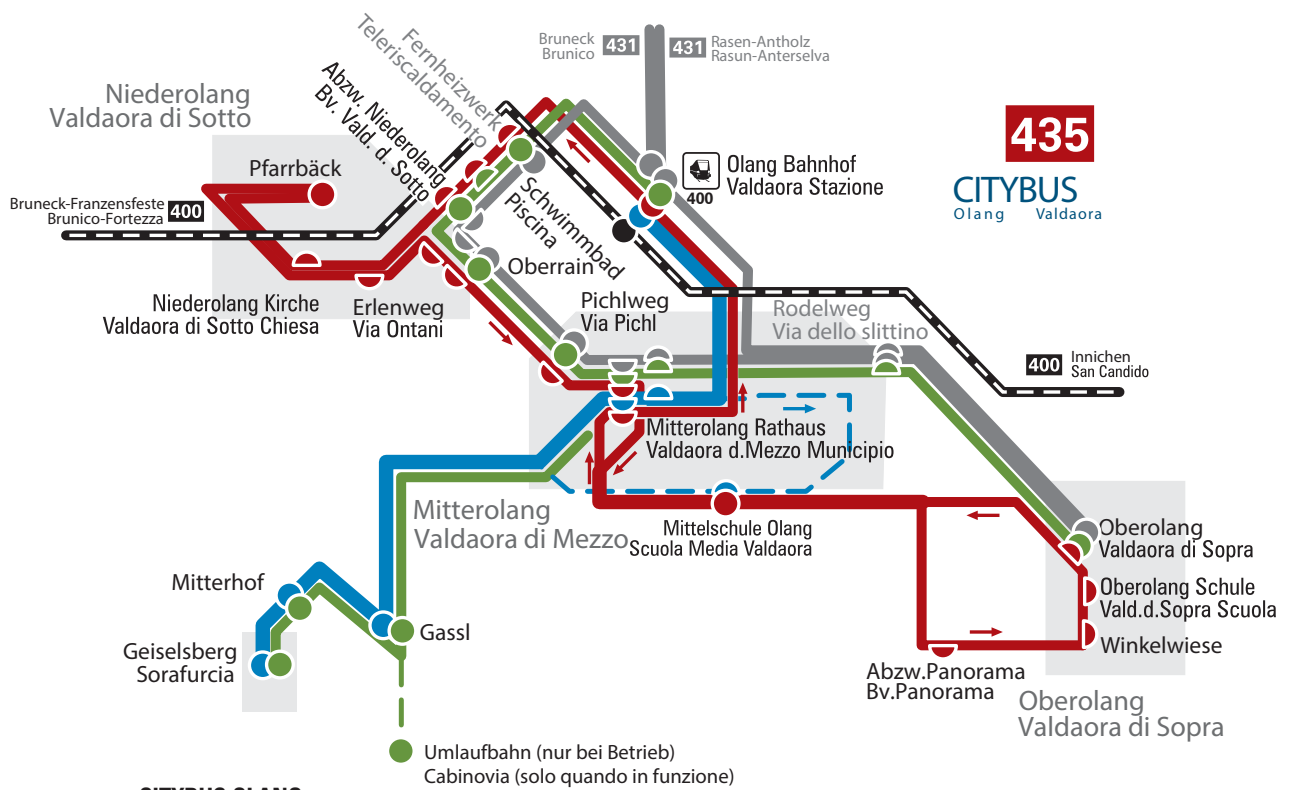 Bruneck
Brunico
431
431
Rasen-Antholz
Rasun-Anterselva
Fernheizwerk
Teleriscaldamento
Abzw. Niederolang
Bv. Vald. d. Sotto
Niederolang
Valdaora di Sotto
Pfarrbäck
Bruneck-Franzensfeste
Brunico-Fortezza
400
Olang Bahnhof
Valdaora Stazione
400
435
CITYBUS
Olang Valdaora
Schwimmbad
Piscina
Oberrain
Niederolang Kirche
Valdaora di Sotto Chiesa
Erlenweg
Via Ontani
Pichlweg
Via Pichl
Rodelweg
Via dello slittino
400
Innichen
San Candido
Mitterolang Rathaus
Valdaora d.Mezzo Municipio
Mitterolang
Valdaora di Mezzo
Mittelschule Olang
Scuola Media Valdaora
Oberolang
Valdaora di Sopra
Oberolang Schule
Vald.d.Sopra Scuola
Winkelwiese
Abzw.Panorama
Bv.Panorama
Oberolang
Valdaora di Sopra
Mitterhof
Gassl
Geiselsberg
Sorafurcia
Umlaufbahn (nur bei Betrieb)
Cabinovia (solo quando in funzione)
CITYBUS OLANG